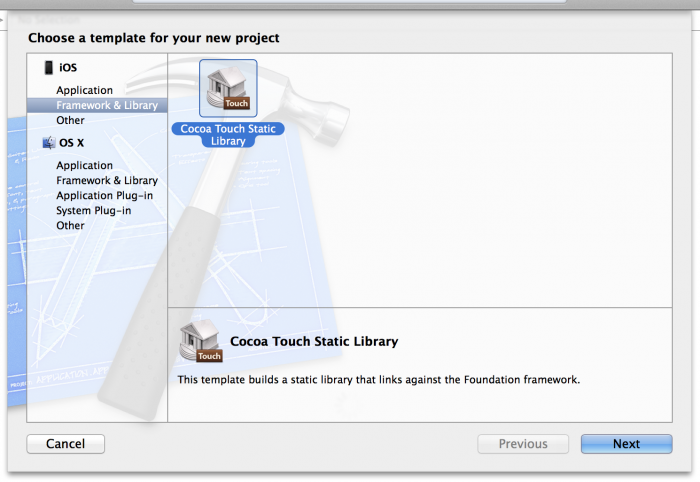 Choose a template for your new project
iOS
Application
Framework & Library
Other
OS X
Application
Framework & Library
Application Plug-in
System Plug-in
Other
Touch
Cocoa Touch Static
Library
Touch
Cocoa Touch Static Library
This template builds a static library that links against the Foundation framework.
Cancel
Previous
Next